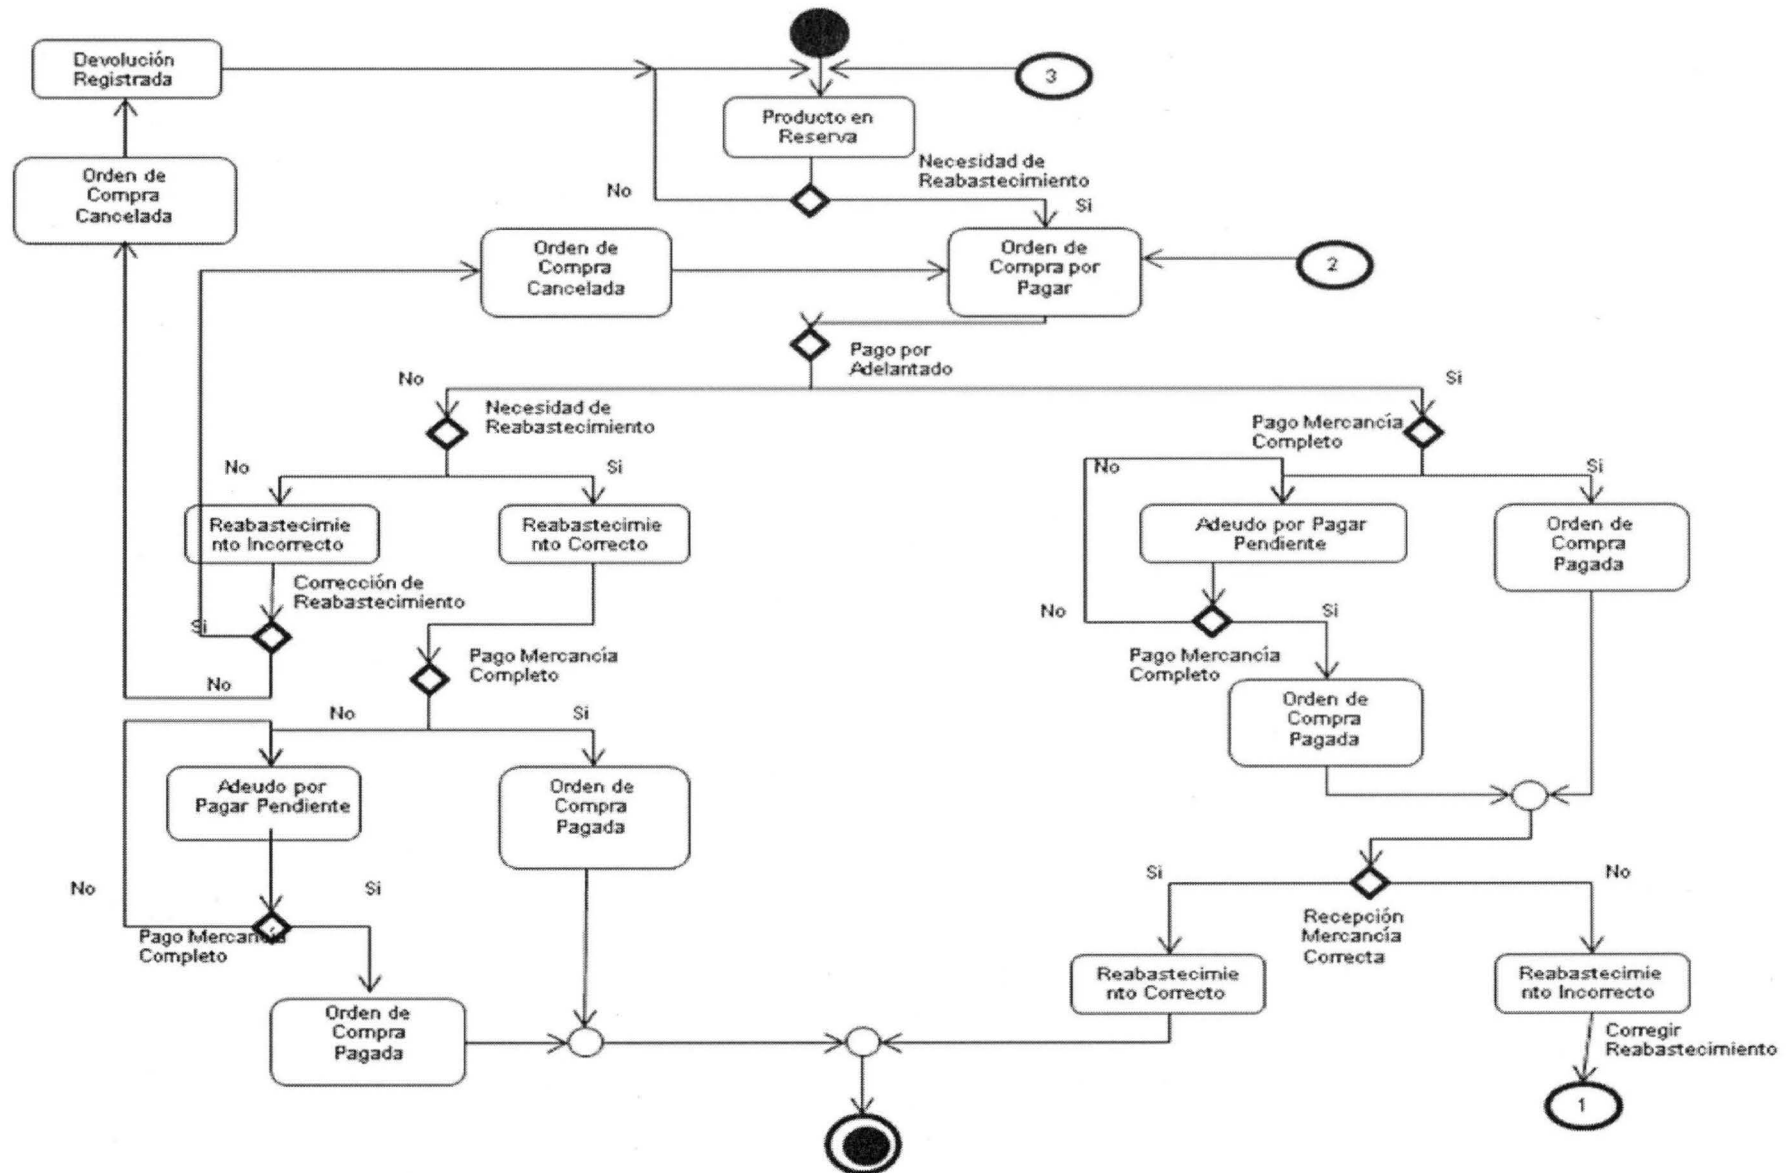 Devolución
Registrada
3
Producto en
Reserva
Necesidad de
Reabastecimiento
No
Si
Orden de
Compra
Cancelada
Orden de
Compra
Cancelada
Orden de
Compra por
Pagar
2
Pago por
Adelantado
No
Si
Necesidad de
Reabastecimiento
Pago Mercancía
Completo
No
Si
No
Si
Reabastecimie
nto Incorrecto
Reabastecimie
nto Correcto
Adeudo por Pagar
Pendiente
Orden de
Compra
Pagada
Corrección de
Reabastecimiento
Si
No
No
Si
Pago Mercancía
Completo
Pago Mercancía
Completo
Orden de
Compra
Pagada
No
Si
Adeudo por
Pagar Pendiente
Orden de
Compra
Pagada
No
Si
Pago Mercancía
Completo
Si
No
Recepción
Mercancía
Correcta
Reabastecimie
nto Correcto
Reabastecimie
nto Incorrecto
Orden de
Compra
Pagada
Corregir
Reabastecimiento
1